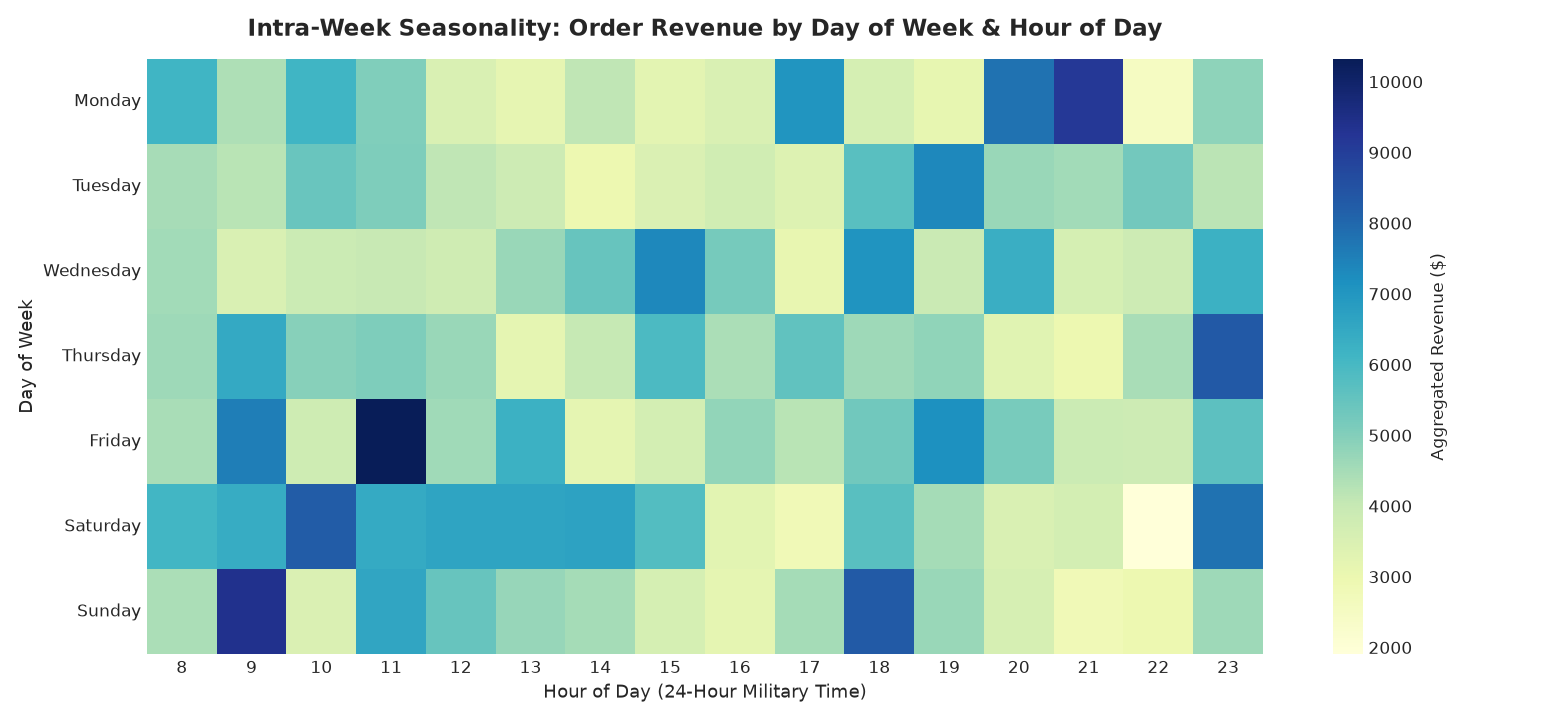 Intra-Week Seasonality: Order Revenue by Day of Week & Hour of Day
Day of Week
Monday
Tuesday
Wednesday
Thursday
Friday
Saturday
Sunday
8 9 10 11 12 13 14 15 16 17 18 19 20 21 22 23
Hour of Day (24-Hour Military Time)
10000
9000
8000
7000
6000
5000
4000
3000
2000
Aggregated Revenue ($)